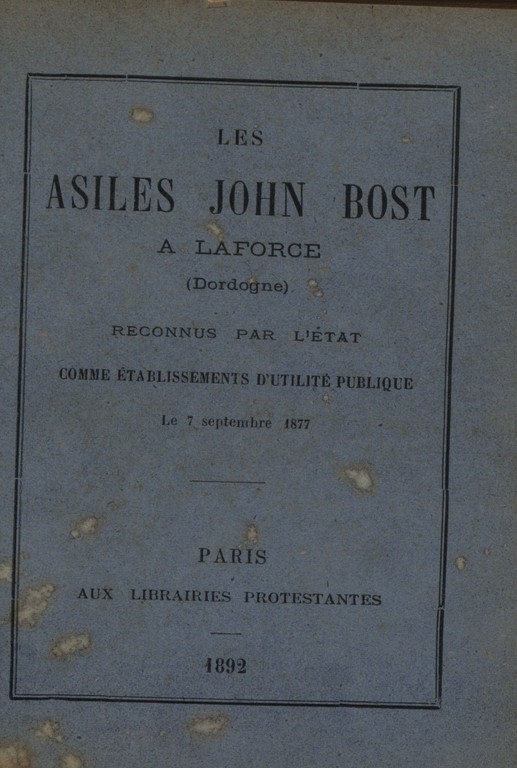 LES
ASILES JOHN BOST
A LAFORCE
(Dordogne)
RECONNUS PAR L'ÉTAT
COMME ÉTABLISSEMENTS D'UTILITÉ PUBLIQUE
Le 7 septembre 1877
PARIS
AUX LIBRAIRIES PROTESTANTES
1892